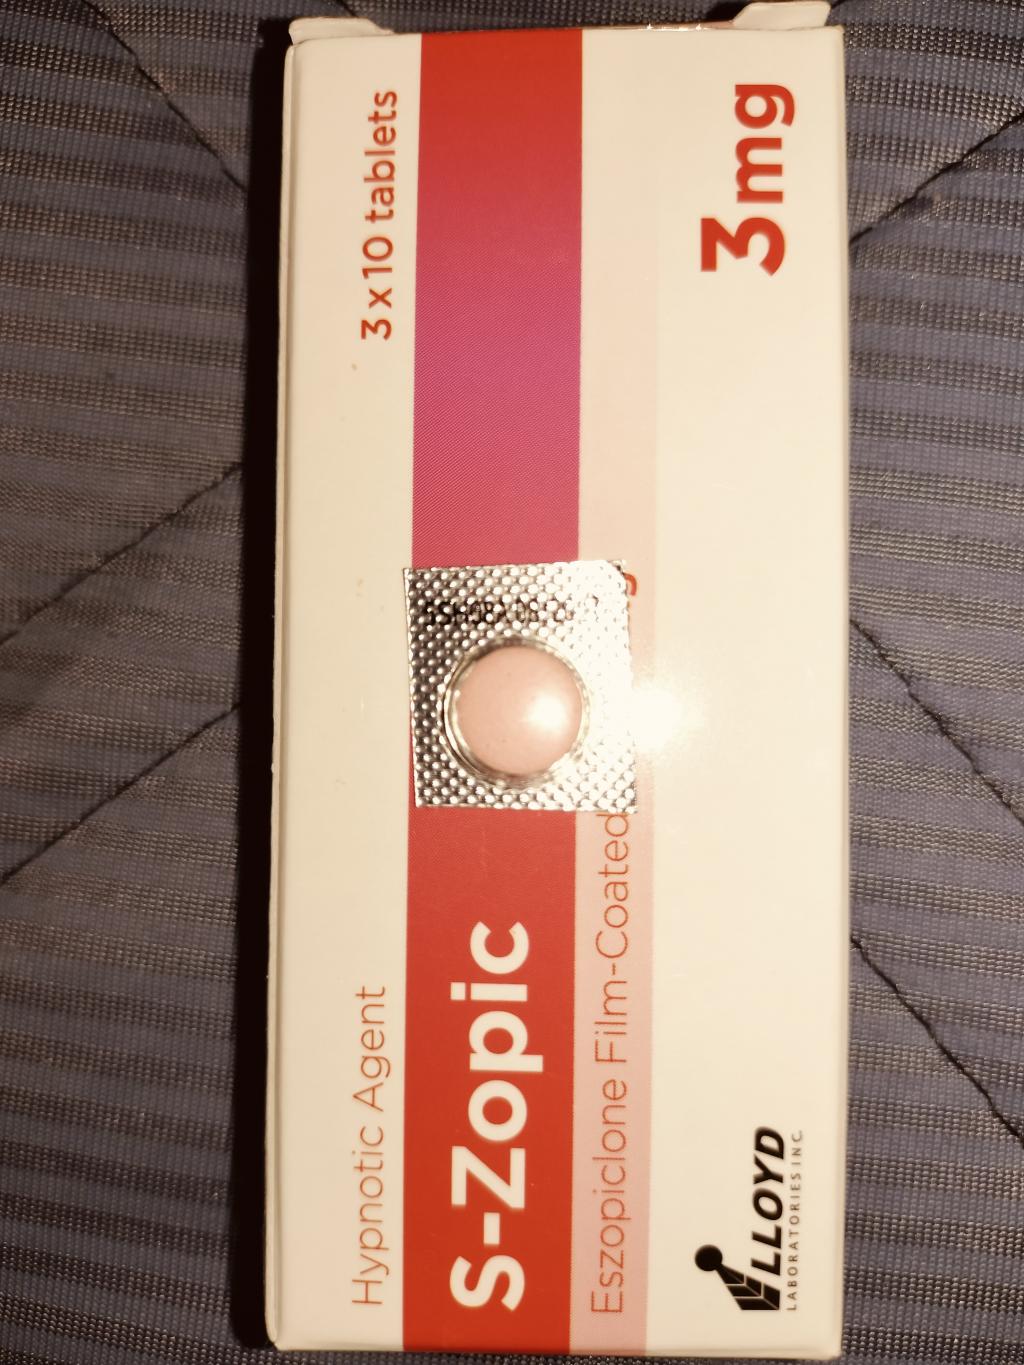 Hypnotic Agent
3 x 10 tablets
S-Zopic
Eszopiclone Film-Coated
3mg
LLOYD
LABORATORIES INC.